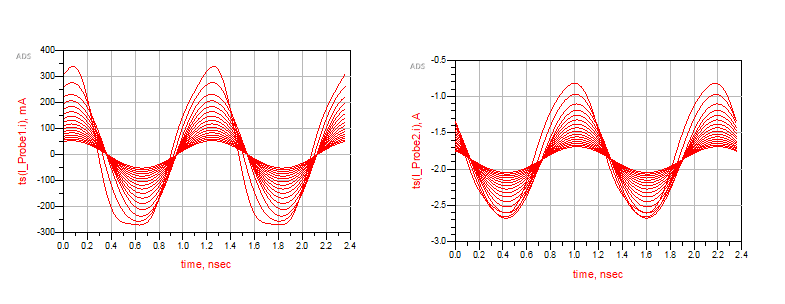 ADS
ts(I_Probe1.i), mA
400
300
200
100
0
-100
-200
-300
0.0 0.2 0.4 0.6 0.8 1.0 1.2 1.4 1.6 1.8 2.0 2.2 2.4
time, nsec
ADS
ts(I_Probe2.i), A
-0.5
-1.0
-1.5
-2.0
-2.5
-3.0
0.0 0.2 0.4 0.6 0.8 1.0 1.2 1.4 1.6 1.8 2.0 2.2 2.4
time, nsec